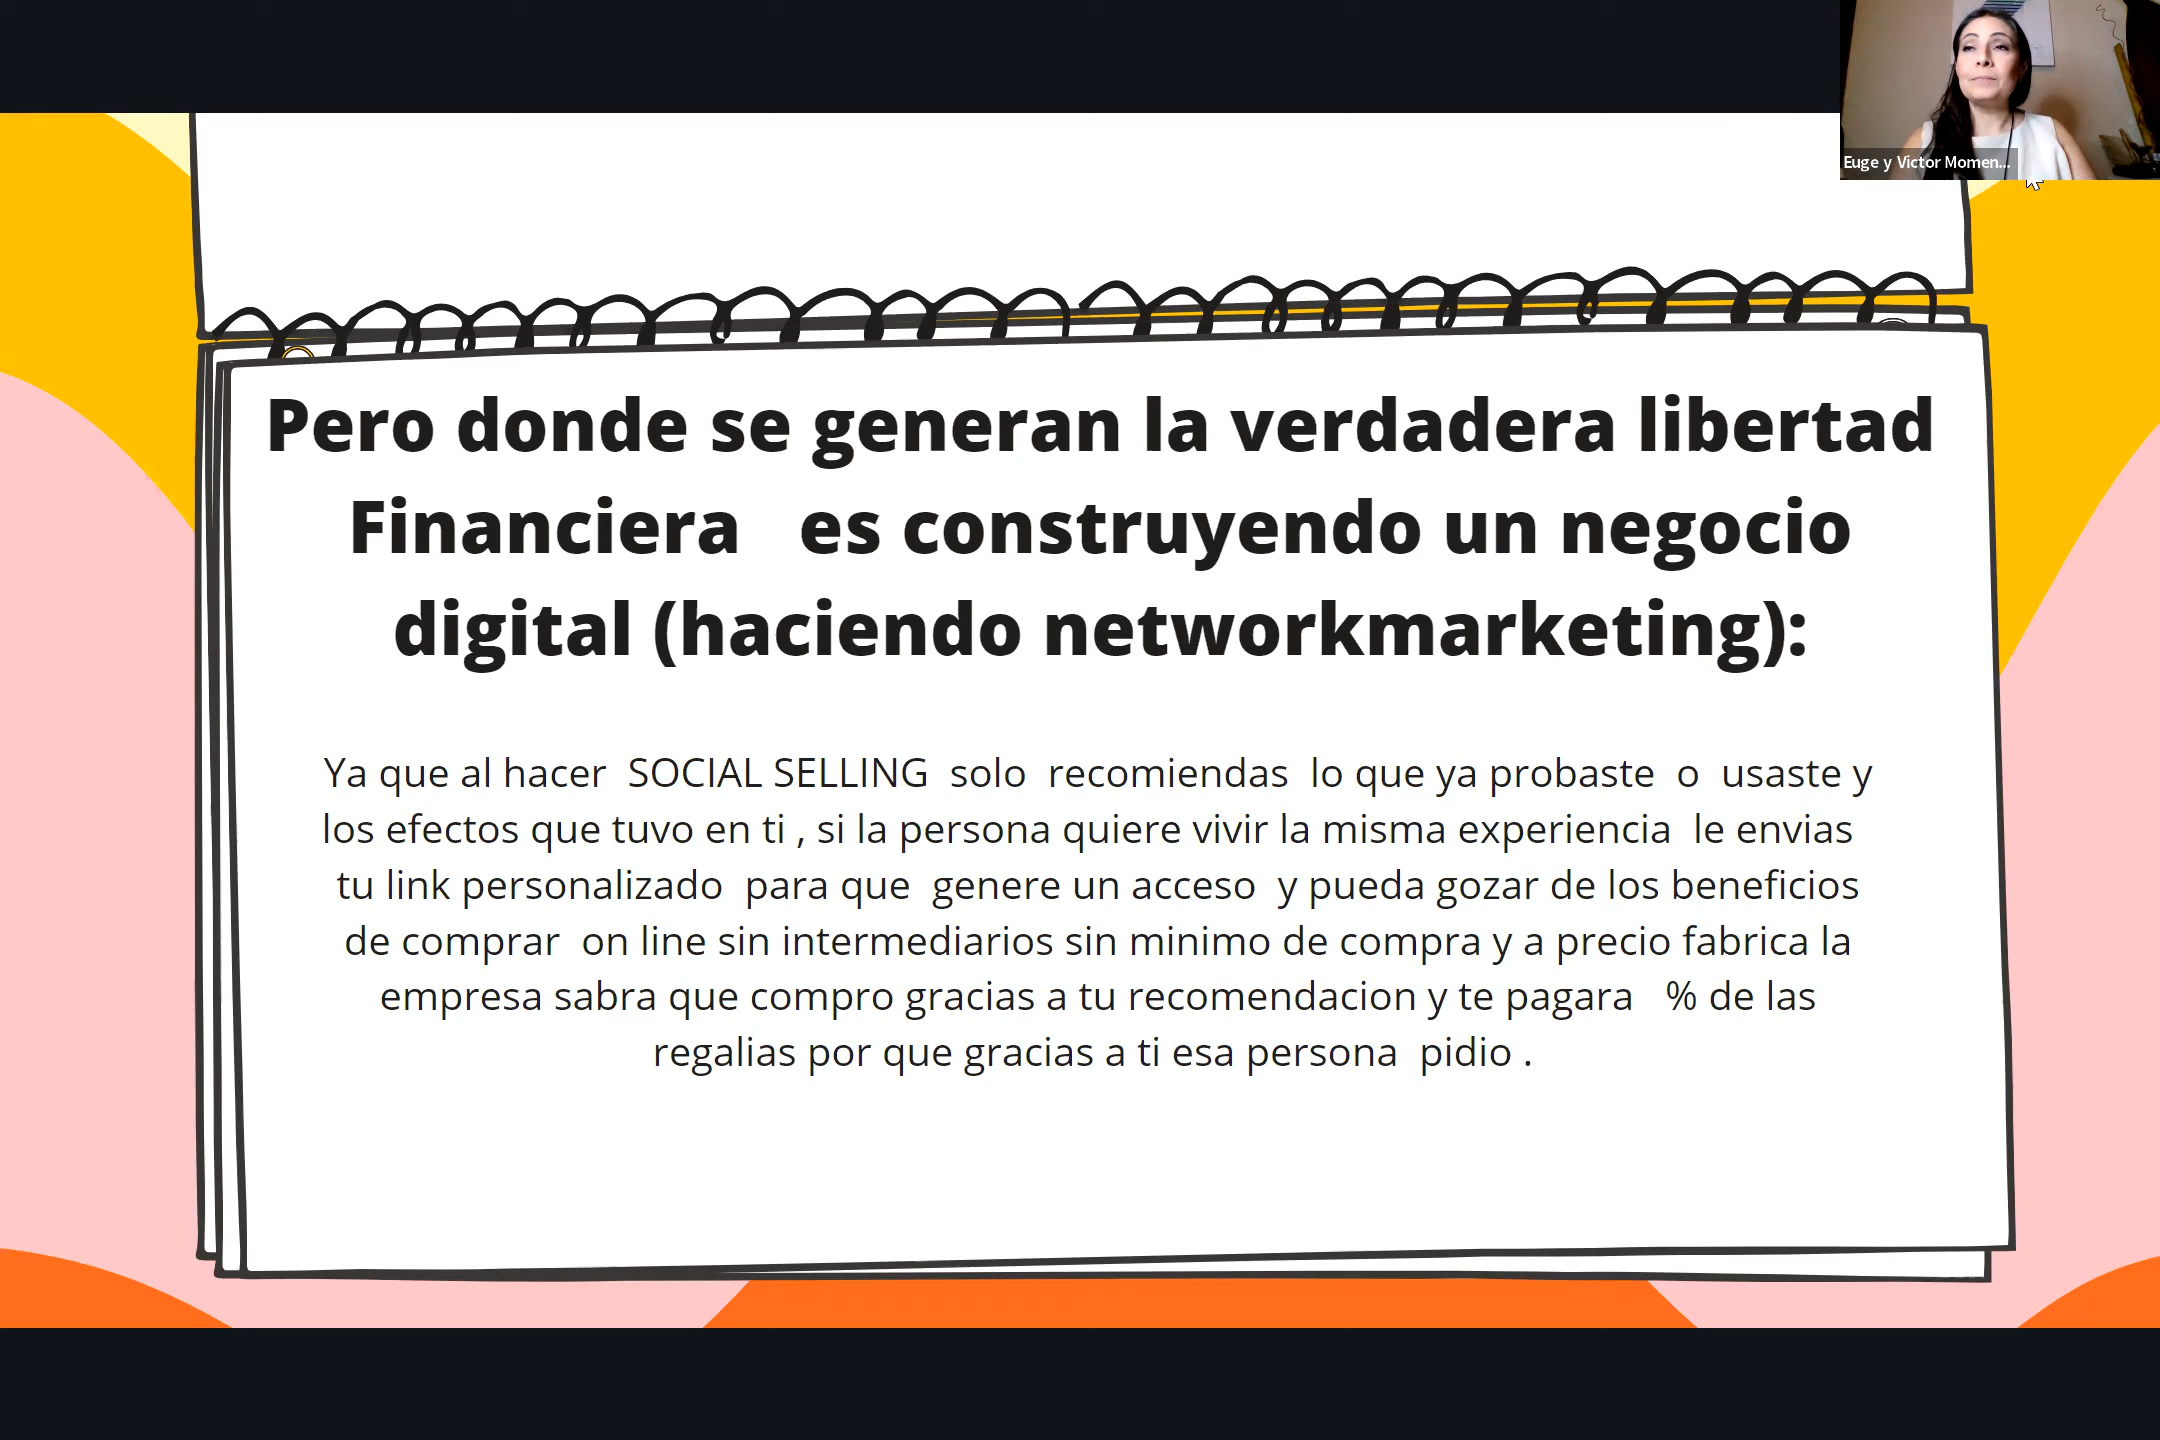 Euge y Victor Momen...
Pero donde se generan la verdadera libertad
Financiera es construyendo un negocio
digital (haciendo networkmarketing):
Ya que al hacer SOCIAL SELLING solo recomiendas lo que ya probaste o usaste y
los efectos que tuvo en ti , si la persona quiere vivir la misma experiencia le envias
tu link personalizado para que genere un acceso y pueda gozar de los beneficios
de comprar on line sin intermediarios sin minimo de compra y a precio fabrica la
empresa sabra que compro gracias a tu recomendacion y te pagara % de las
regalias por que gracias a ti esa persona pidio .